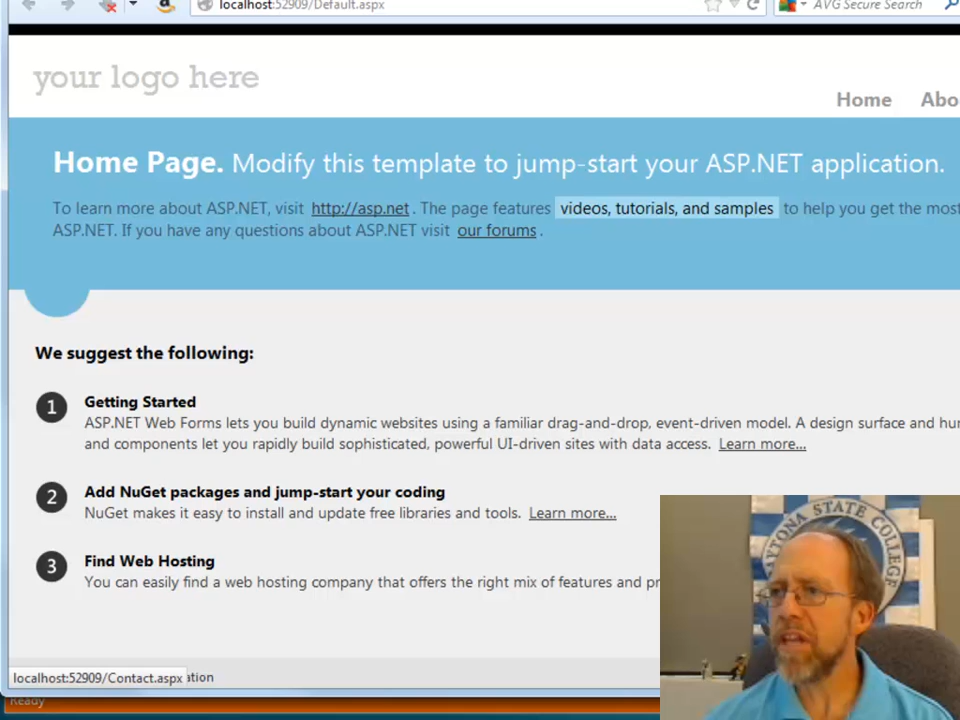 localhost:52909/Default.aspx
AVG Secure Search
your logo here
Home Abo
Home Page. Modify this template to jump-start your ASP.NET application.
To learn more about ASP.NET, visit http://asp.net . The page features videos, tutorials, and samples to help you get the most
ASP.NET. If you have any questions about ASP.NET visit our forums .
We suggest the following:
1 Getting Started
ASP.NET Web Forms lets you build dynamic websites using a familiar drag-and-drop, event-driven model. A design surface and hun
and components let you rapidly build sophisticated, powerful UI-driven sites with data access. Learn more...
2 Add NuGet packages and jump-start your coding
NuGet makes it easy to install and update free libraries and tools. Learn more...
3 Find Web Hosting
You can easily find a web hosting company that offers the right mix of features and pr
AYTONA STATE COLLEGE
localhost:52909/Contact.aspx ation
Ready